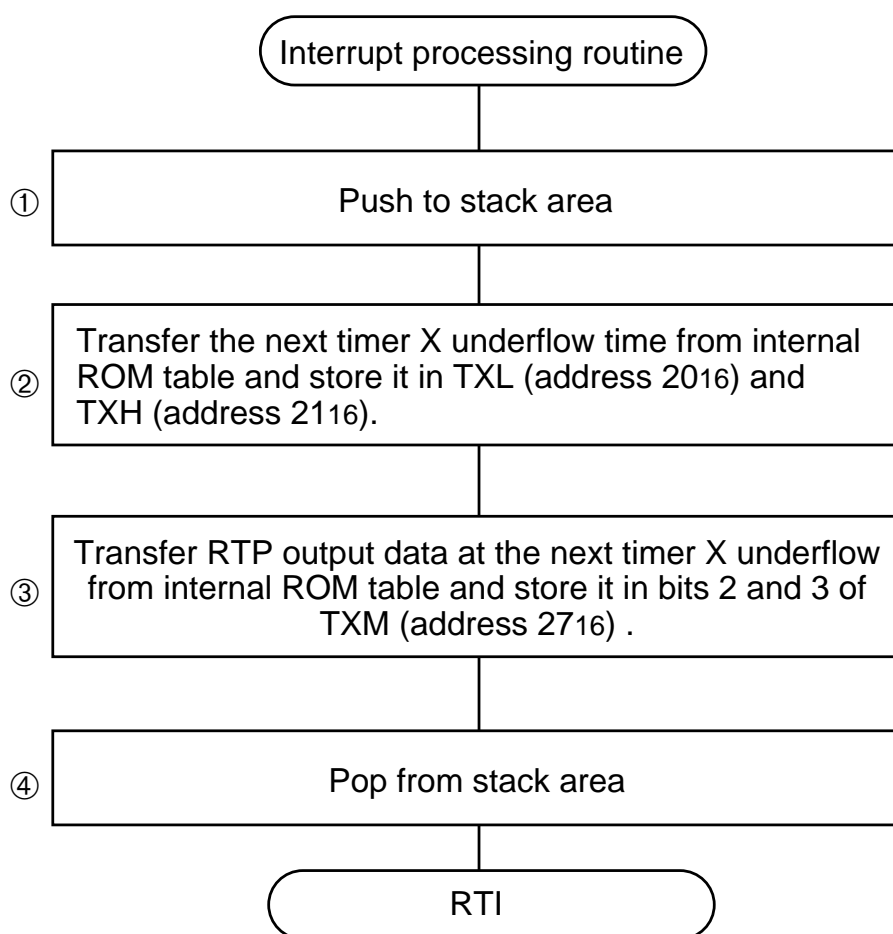 Interrupt processing routine
① Push to stack area
Transfer the next timer X underflow time from internal
② ROM table and store it in TXL (address 2016) and
TXH (address 2116).
Transfer RTP output data at the next timer X underflow
③ from internal ROM table and store it in bits 2 and 3 of
TXM (address 2716) .
④ Pop from stack area
RTI